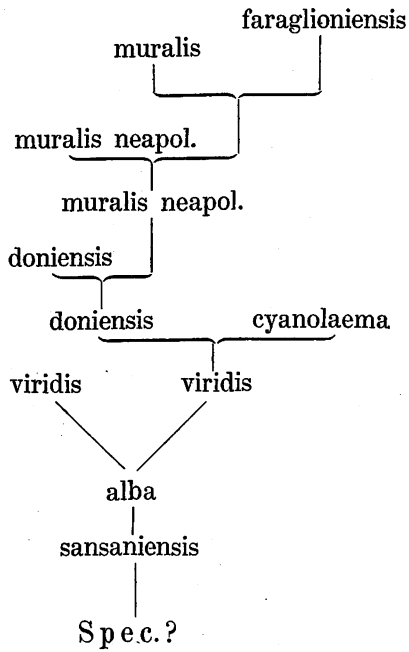 faraglioniensis
muralis
muralis neapol.
muralis neapol.
doniensis
doniensis cyanolaema
viridis viridis
alba
sansaniensis
Spec.?